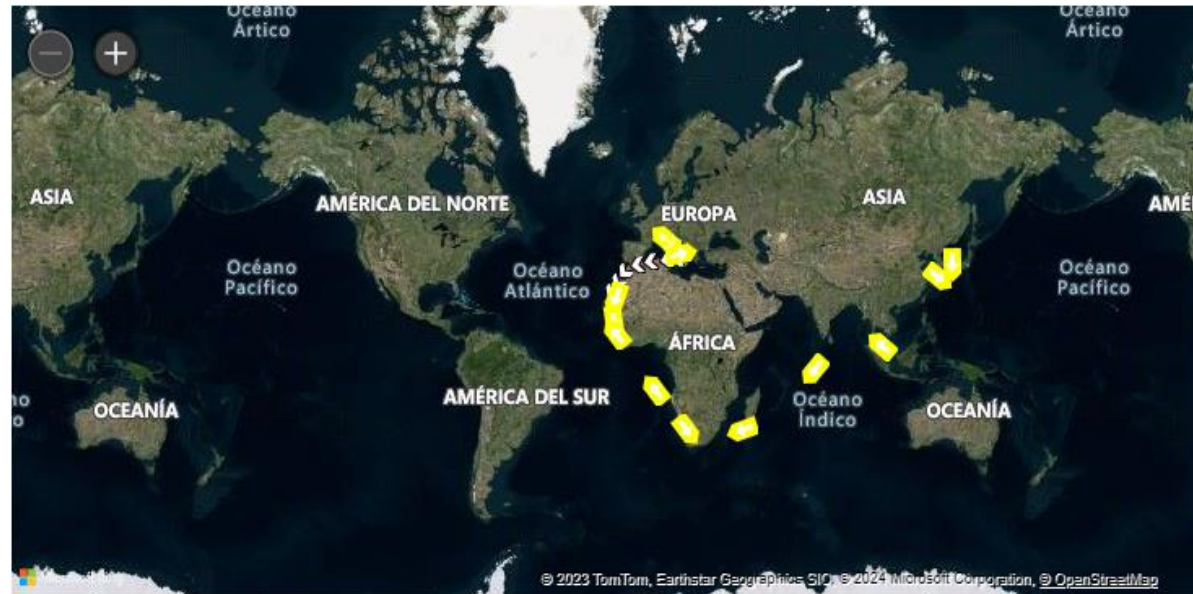 Océano
Ártico
Océano
Ártico
ASIA
AMÉRICA DEL NORTE
EUROPA
ASIA
Océano
Pacífico
Océano
Atlántico
Océano
Pacífico
ÁFRICA
OCEANÍA
AMÉRICA DEL SUR
Océano
Índico
OCEANÍA
© 2023 TomTom, Earthstar Geographics SIO, © 2024 Microsoft Corporation, © OpenStreetMap